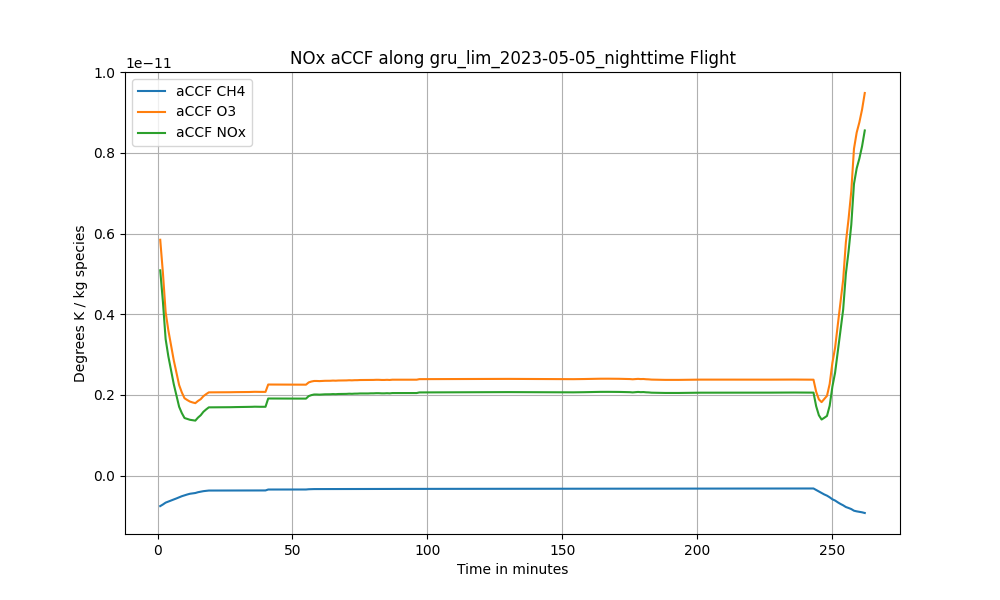 NOx aCCF along gru_lim_2023-05-05_nighttime Flight
1e−11
1.0
0.8
0.6
0.4
0.2
0.0
Degrees K / kg species
aCCF CH4
aCCF O3
aCCF NOx
0 50 100 150 200 250
Time in minutes